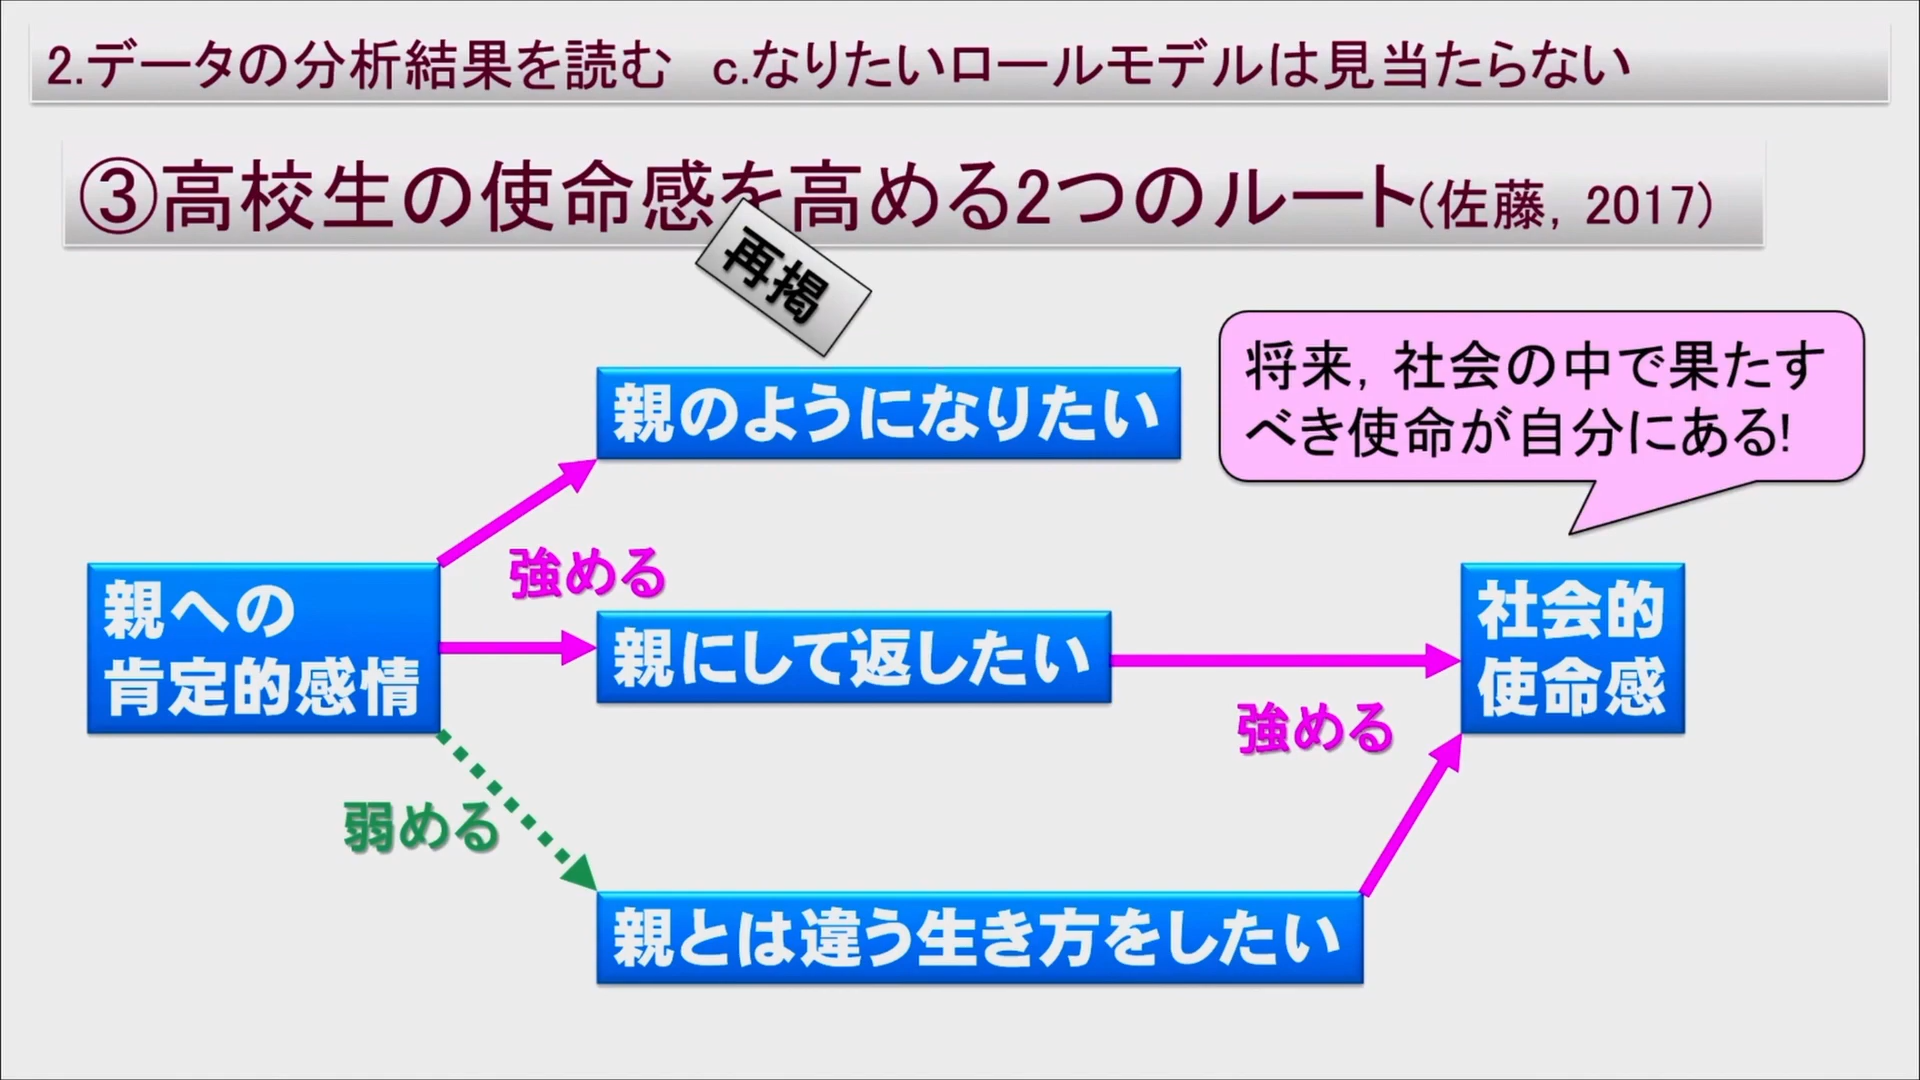 2.データの分析結果を読む　c.なりたいロールモデルは見当たらない
③高校生の使命感を高める2つのルート(佐藤, 2017)
再掲
将来, 社会の中で果たす
べき使命が自分にある!
親のようになりたい
強める
親への
肯定的感情
親にして返したい
社会的
使命感
強める
弱める
親とは違う生き方をしたい